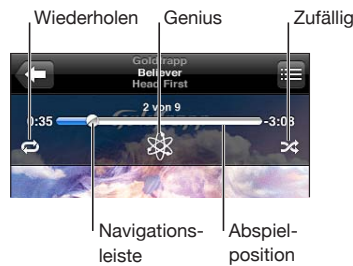 Wiederholen
Genius
Zufällig
Goldfrapp
Believer
Head First
2 von 9
0:35
-3:08
Navigations-
leiste
Abspiel-
position